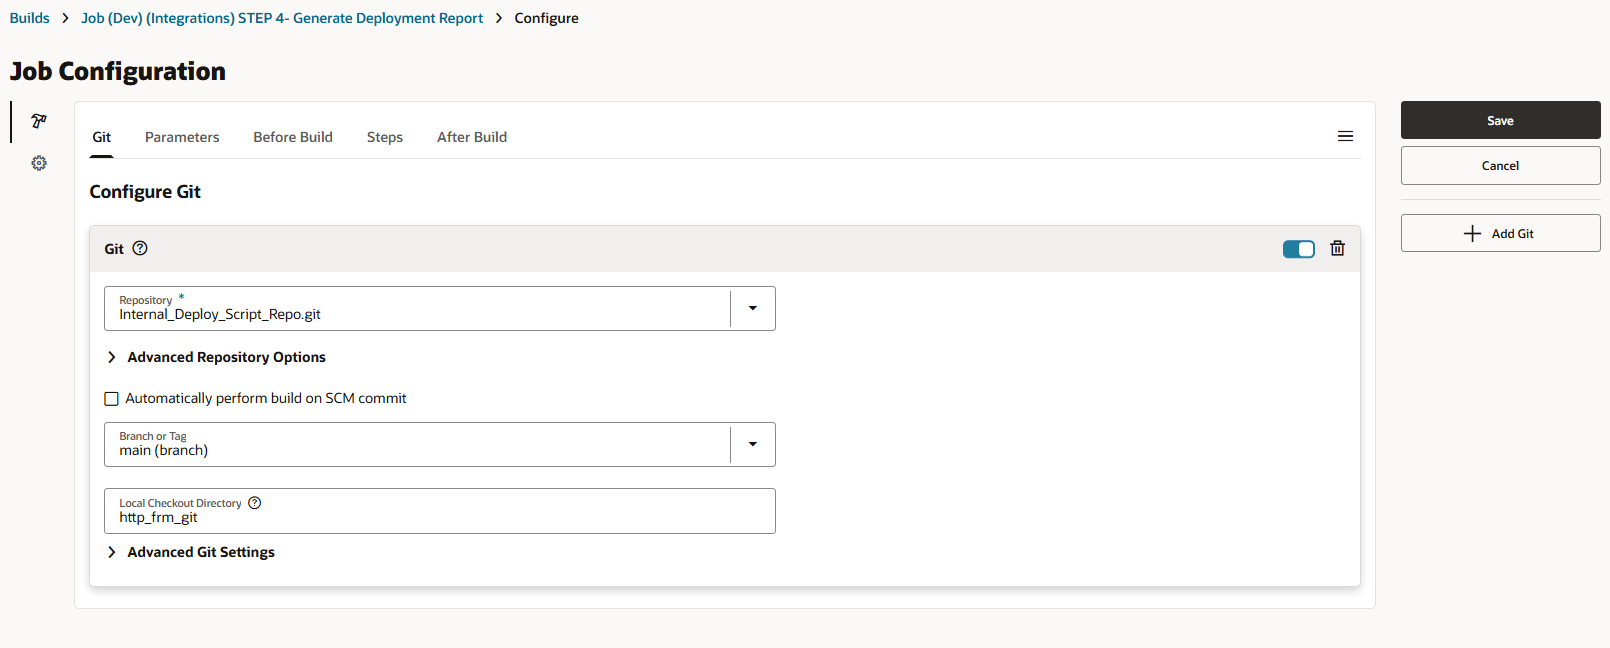 Builds > Job (Dev) (Integrations) STEP 4- Generate Deployment Report > Configure
Job Configuration
Git Parameters Before Build Steps After Build
Save
Cancel
Add Git
Configure Git
Git
Repository *
Internal_Deploy_Script_Repo.git
Advanced Repository Options
Automatically perform build on SCM commit
Branch or Tag
main (branch)
Local Checkout Directory
http_frm_git
Advanced Git Settings